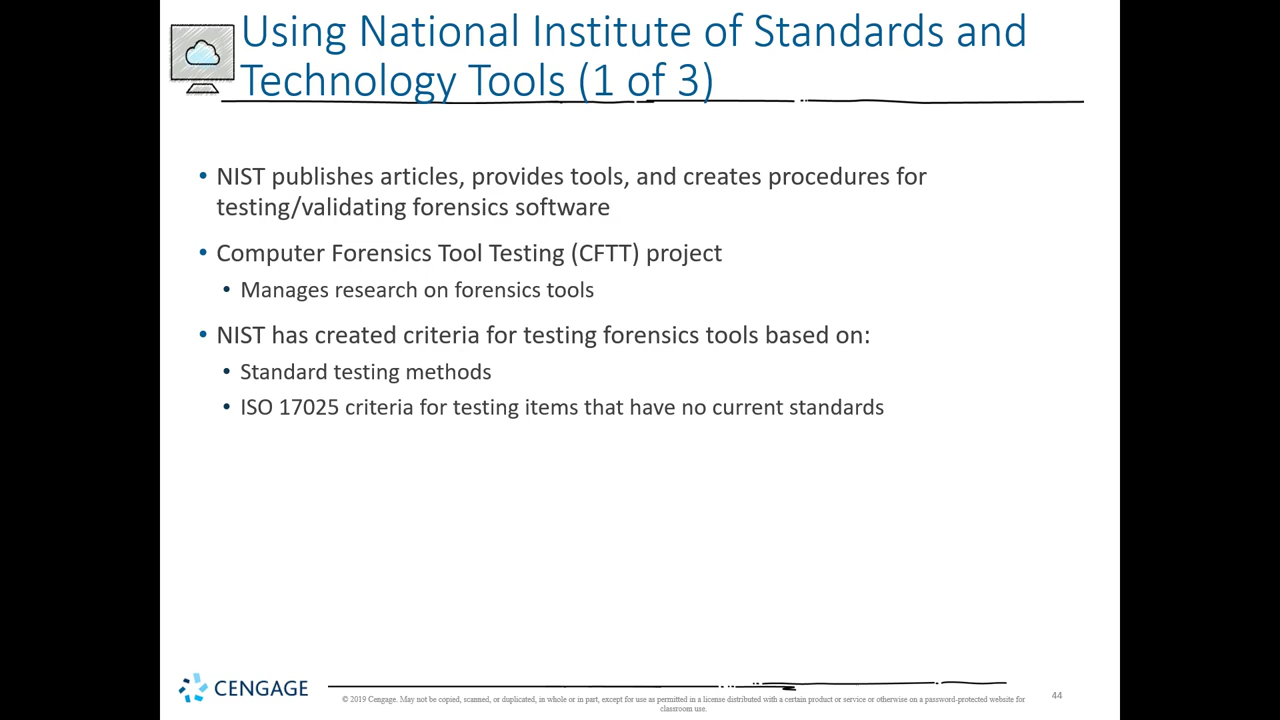 Using National Institute of Standards and
Technology Tools (1 of 3)
• NIST publishes articles, provides tools, and creates procedures for
testing/validating forensics software
• Computer Forensics Tool Testing (CFTT) project
• Manages research on forensics tools
• NIST has created criteria for testing forensics tools based on:
• Standard testing methods
• ISO 17025 criteria for testing items that have no current standards
CENGAGE
© 2019 Cengage. May not be copied, scanned, or duplicated, in whole or in part, except for use as permitted in a license distributed with a certain product or service or otherwise on a password-protected website for
classroom use.
44